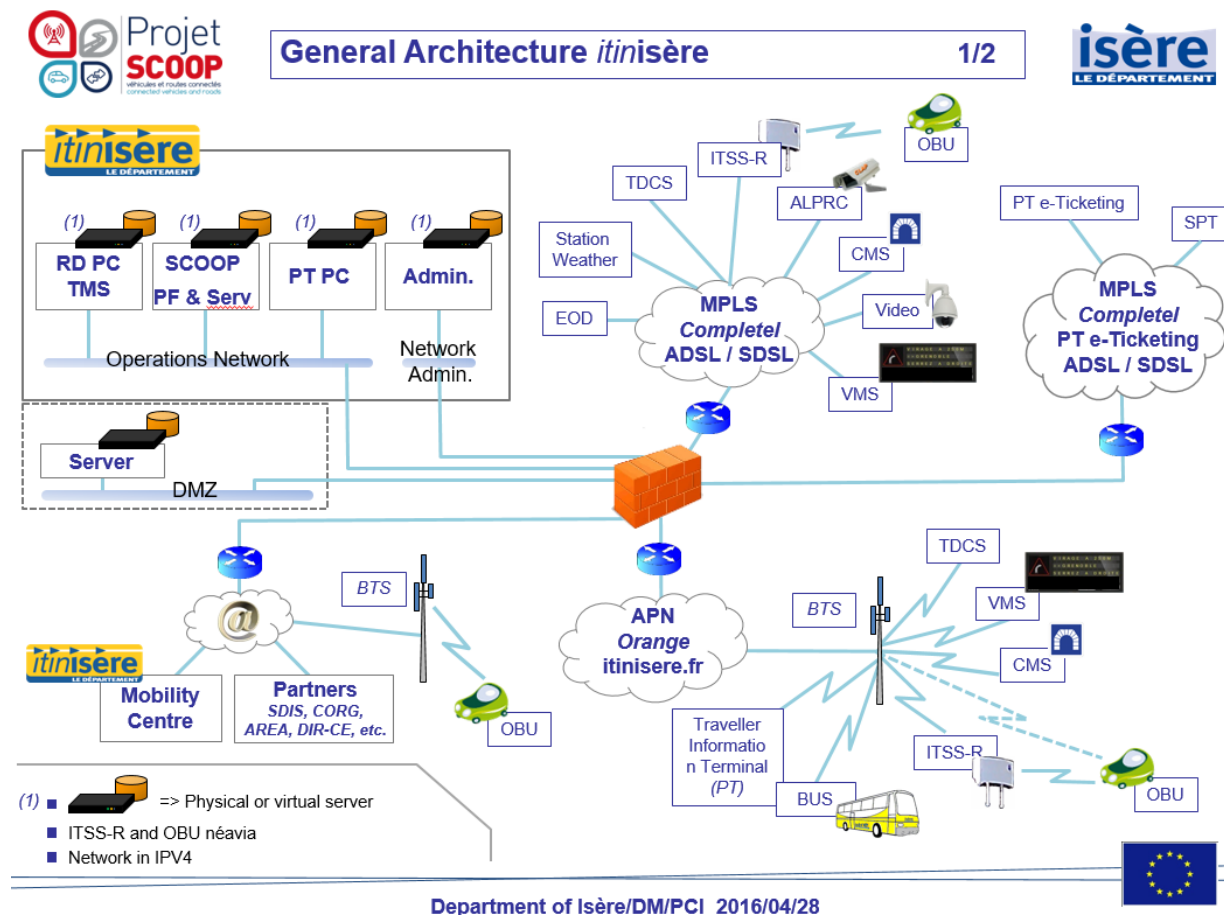 Projet
SCOOP
véhicules et routes connectés
connected vehicles and roads
General Architecture itinisère 1/2
isère
LE DÉPARTEMENT
itinisère
LE DÉPARTEMENT
(1)
(1)
(1)
(1)
RD PC
TMS
SCOOP
PF & Serv
PT PC
Admin.
Operations Network
Network
Admin.
Server
DMZ
OBU
ITSS-R
TDCS
ALPRC
Station
Weather
CMS
EOD
Video
VMS
MPLS
Completel
ADSL / SDSL
PT e-Ticketing
SPT
MPLS
Completel
PT e-Ticketing
ADSL / SDSL
@
BTS
OBU
itinisère
LE DÉPARTEMENT
Mobility
Centre
Partners
SDIS, CORG,
AREA, DIR-CE, etc.
APN
Orange
itinisere.fr
BTS
TDCS
VMS
CMS
Traveller
Informatio
n Terminal
(PT)
BUS
ITSS-R
OBU
(1) => Physical or virtual server
ITSS-R and OBU néavia
Network in IPV4
Department of Isère/DM/PCI 2016/04/28